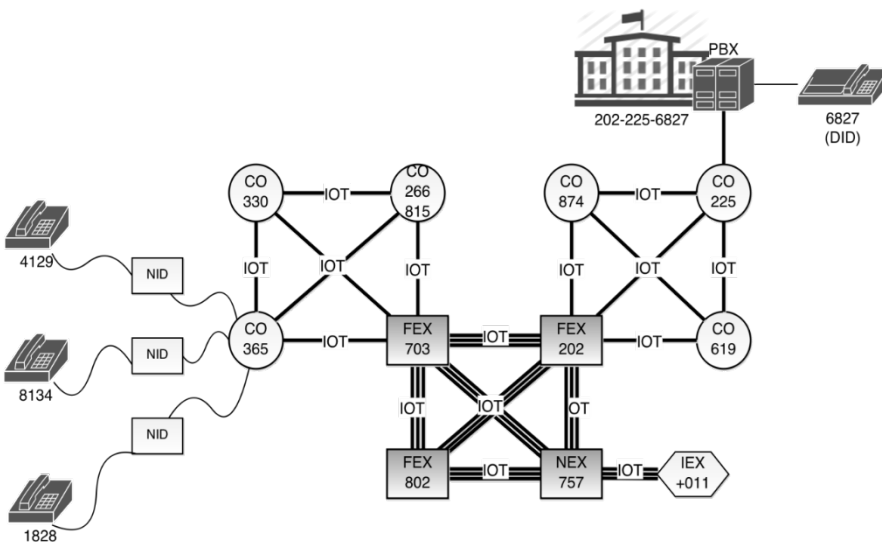 PBX
202-225-6827
6827
(DID)
CO
330
IOT
CO
266
815
CO
874
IOT
CO
225
4129
NID
IOT
IOT
IOT
IOT
IOT
IOT
CO
365
IOT
FEX
703
IOT
FEX
202
IOT
CO
619
NID
8134
NID
IOT
IOT
OT
FEX
802
IOT
NEX
757
IOT
IEX
+011
1828